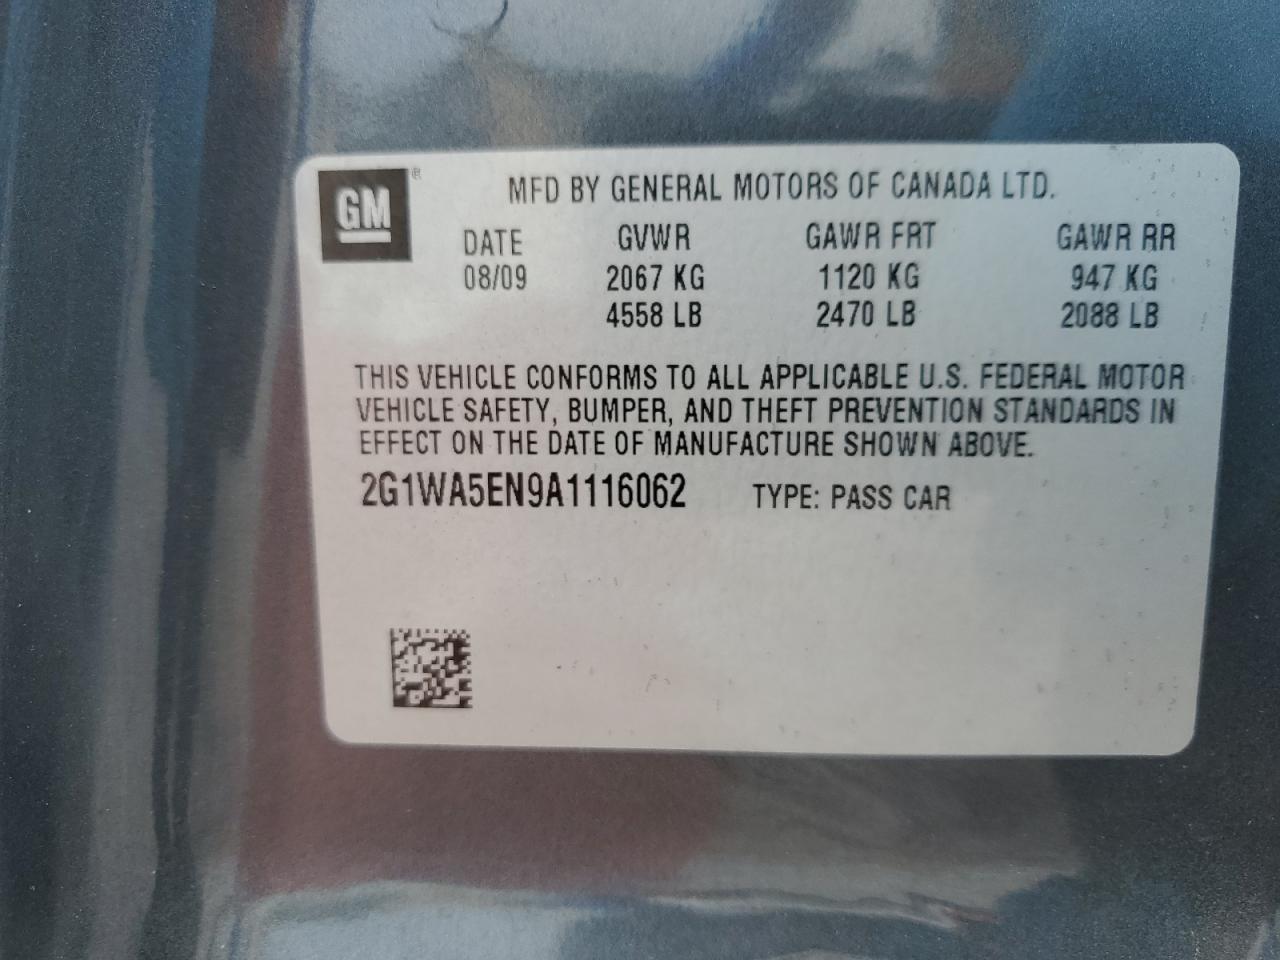 GM®
MFD BY GENERAL MOTORS OF CANADA LTD.
DATE GVWR GAWR FRT GAWR RR
08/09 2067 KG 1120 KG 947 KG
4558 LB 2470 LB 2088 LB
THIS VEHICLE CONFORMS TO ALL APPLICABLE U.S. FEDERAL MOTOR
VEHICLE SAFETY, BUMPER, AND THEFT PREVENTION STANDARDS IN
EFFECT ON THE DATE OF MANUFACTURE SHOWN ABOVE.
2G1WA5EN9A1116062 TYPE: PASS CAR